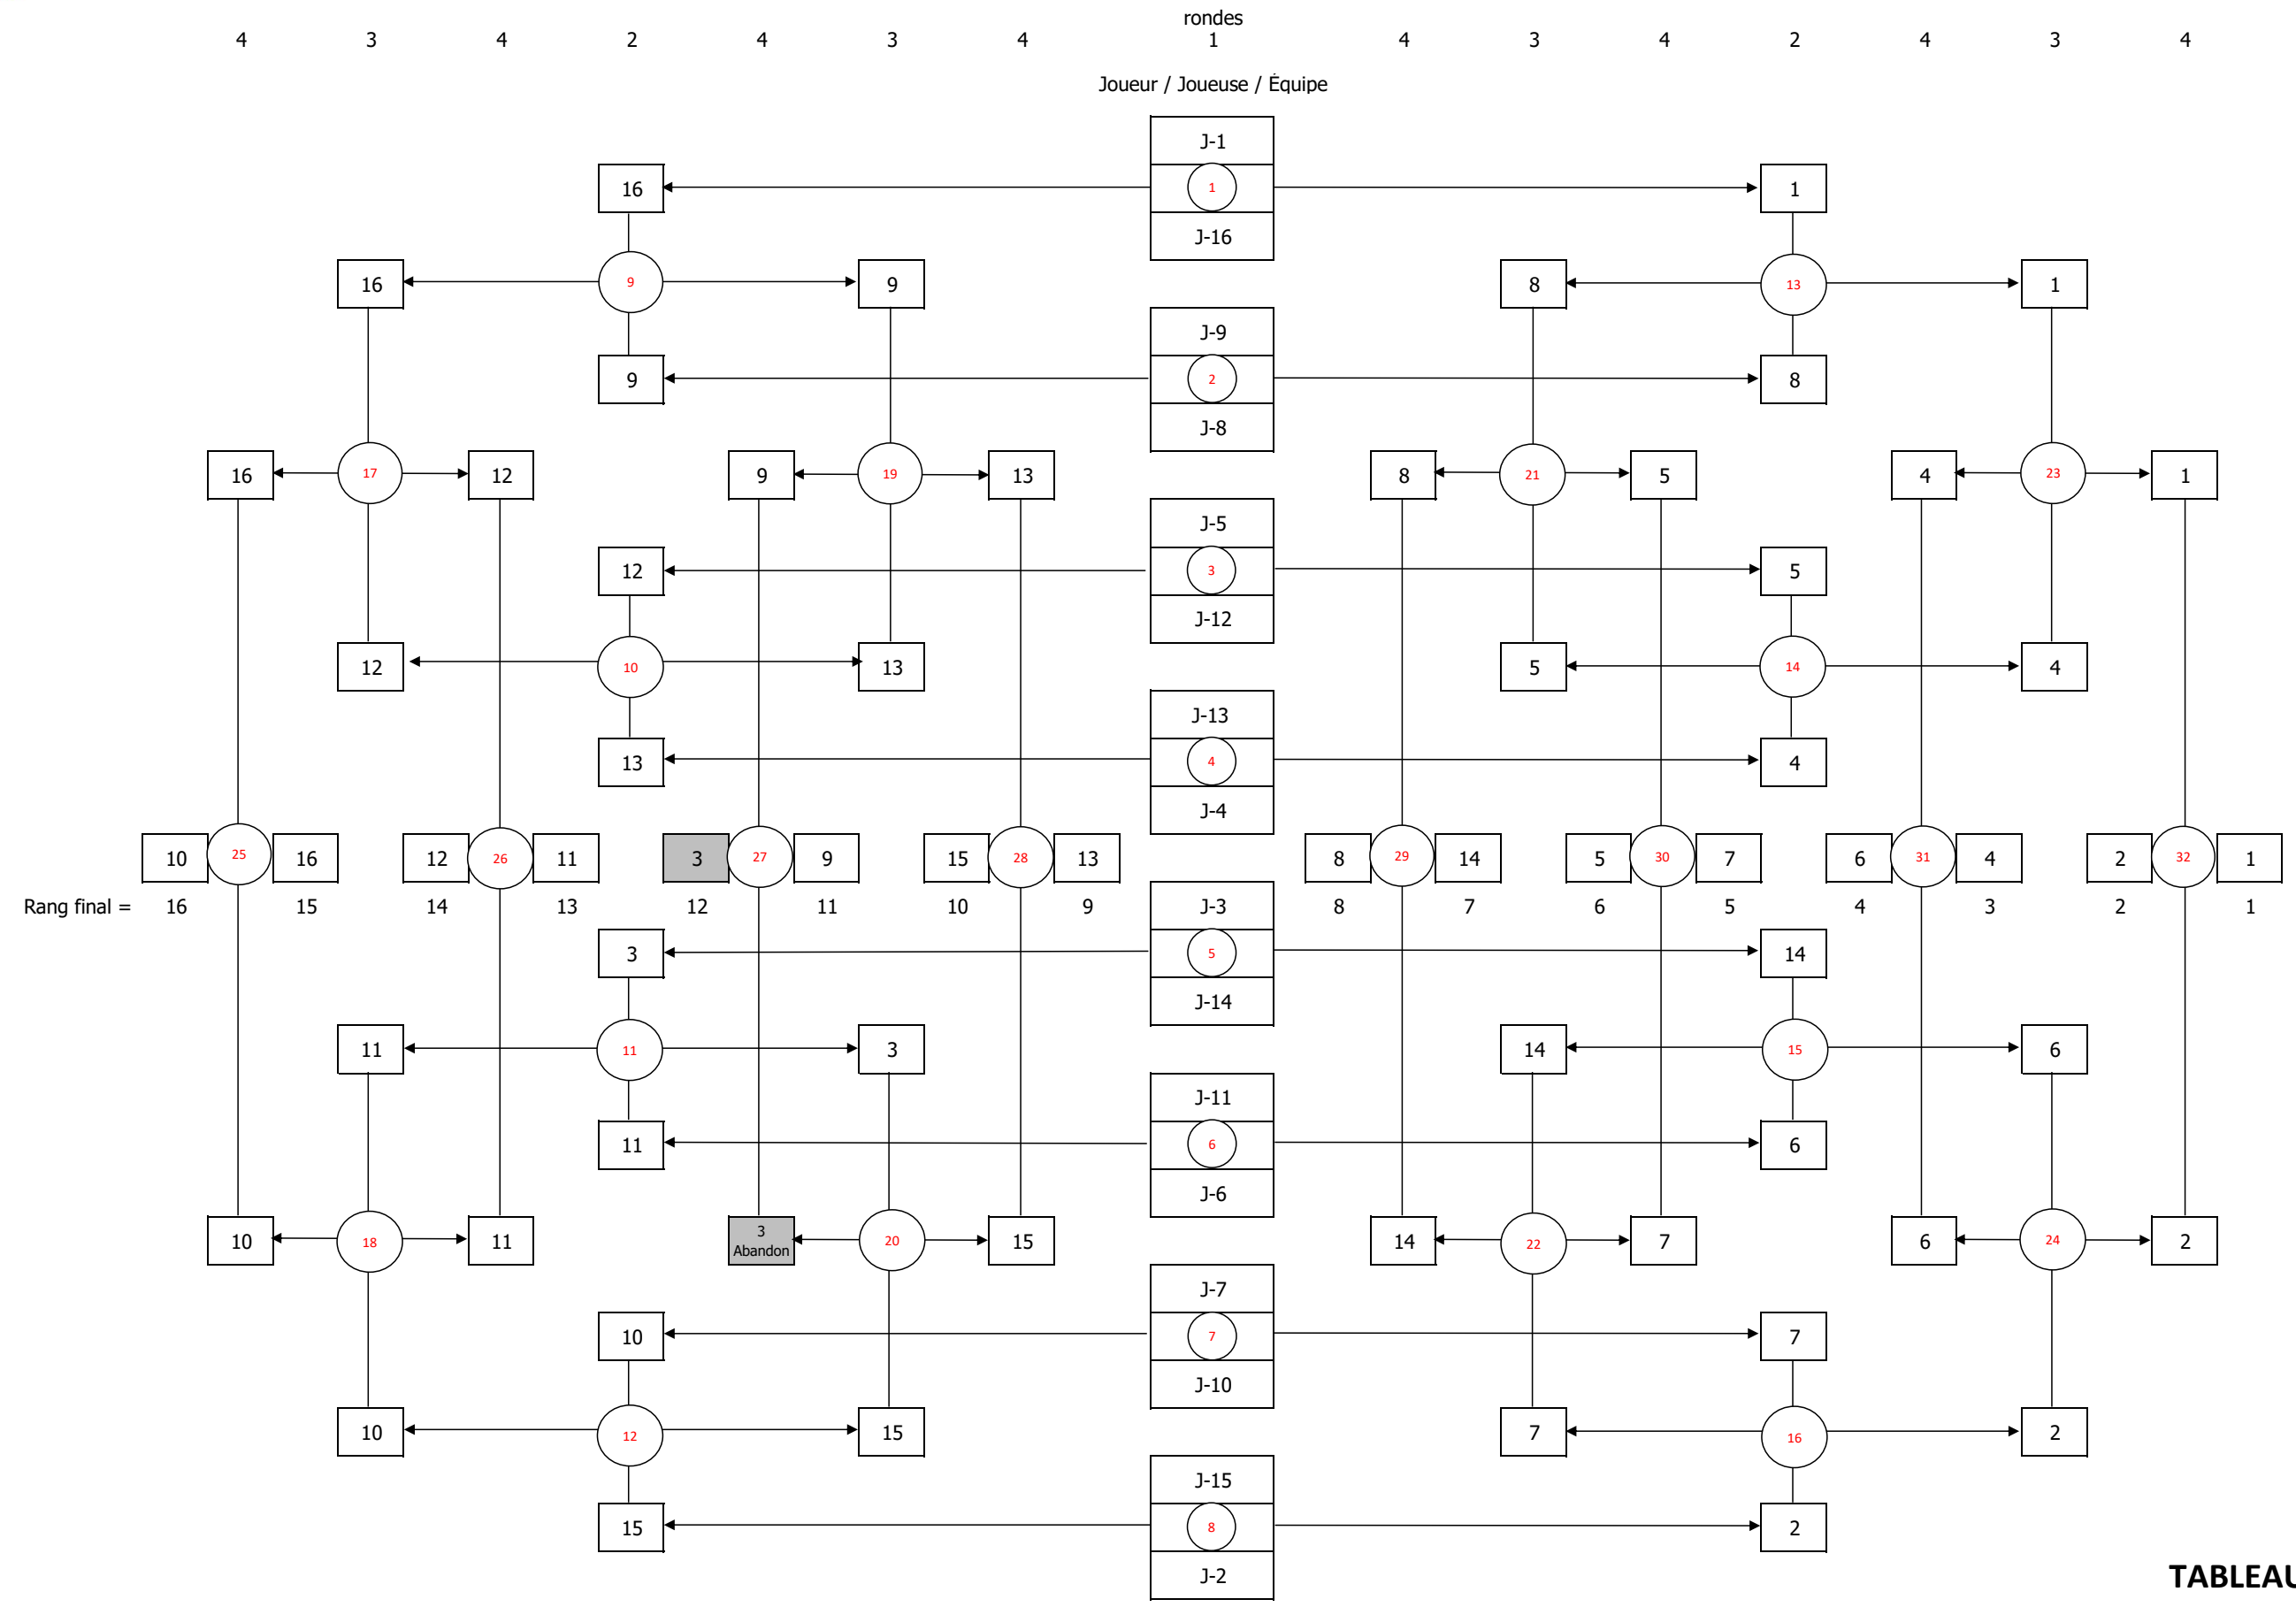 rondes
4 3 4 2 4 3 4 1 4 3 4 2 4 3 4
Joueur / Joueuse / Équipe
J-1
16 1 1
J-16
16 9 9 8 13 1
J-9
9 2 8
J-8
16 17 12 9 19 13 8 21 5 4 23 1
J-5
12 3 5
J-12
12 10 13 5 14 4
J-13
13 4 4
J-4
10 25 16 12 26 11 3 27 9 15 28 13 8 29 14 5 30 7 6 31 4 2 32 1
Rang final = 16 15 14 13 12 11 10 9 J-3 8 7 6 5 4 3 2 1
3 5 14
J-14
11 11 3 14 15 6
J-11
11 6 6
J-6
10 18 11 3 20 15 14 22 7 6 24 2
Abandon
J-7
10 7 7
J-10
10 12 15 7 16 2
J-15
15 8 2
J-2
TABLEAU